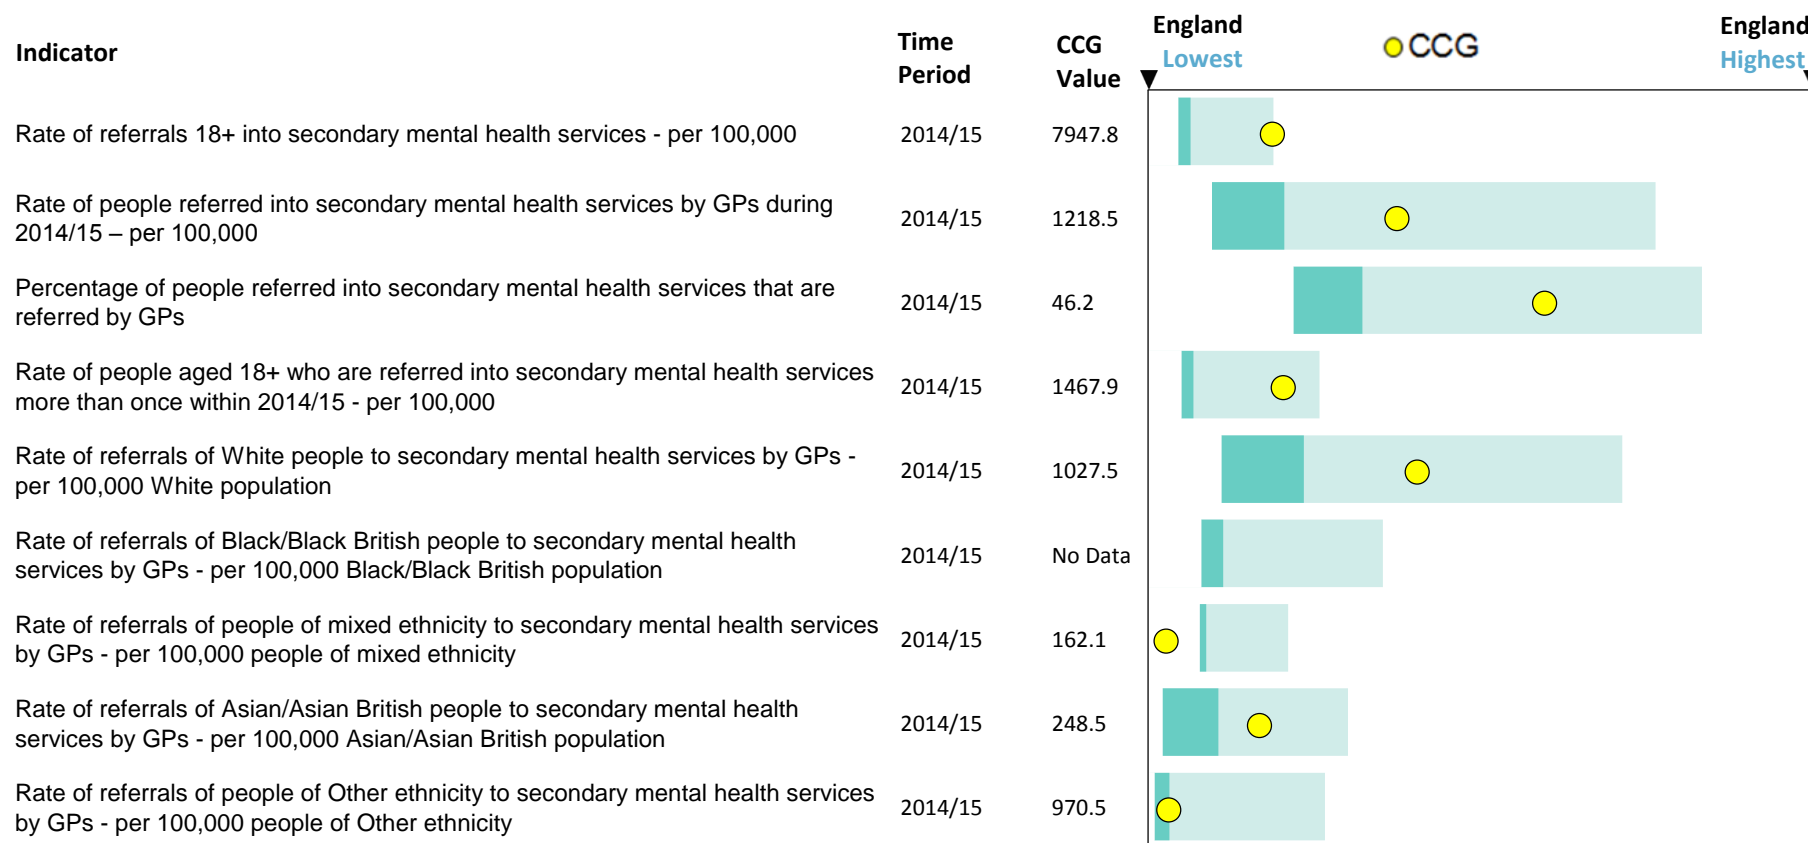 Indicator
Time
Period
CCG
Value
England
Lowest
CCG
England
Highest
Rate of referrals 18+ into secondary mental health services - per 100,000
2014/15
7947.8
Rate of people referred into secondary mental health services by GPs during
2014/15 – per 100,000
2014/15
1218.5
Percentage of people referred into secondary mental health services that are
referred by GPs
2014/15
46.2
Rate of people aged 18+ who are referred into secondary mental health services
more than once within 2014/15 - per 100,000
2014/15
1467.9
Rate of referrals of White people to secondary mental health services by GPs -
per 100,000 White population
2014/15
1027.5
Rate of referrals of Black/Black British people to secondary mental health
services by GPs - per 100,000 Black/Black British population
2014/15
No Data
Rate of referrals of people of mixed ethnicity to secondary mental health services
by GPs - per 100,000 people of mixed ethnicity
2014/15
162.1
Rate of referrals of Asian/Asian British people to secondary mental health
services by GPs - per 100,000 Asian/Asian British population
2014/15
248.5
Rate of referrals of people of Other ethnicity to secondary mental health services
by GPs - per 100,000 people of Other ethnicity
2014/15
970.5